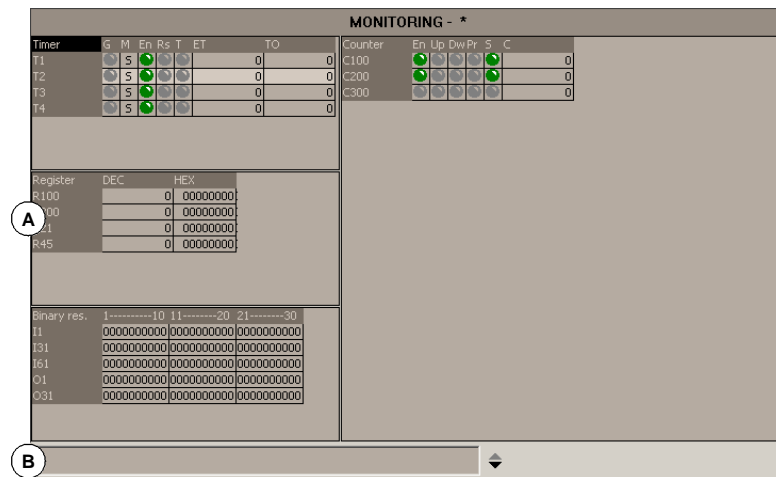 MONITORING - *
Timer G M En Rs T ET TO
T1 S 0 0
T2 S 0 0
T3 S 0 0
T4 S 0 0
Counter En Up Dw Pr S C
C100 0
C200 0
C300 0
Register DEC HEX
R100 0 00000000
00 0 00000000
21 0 00000000
R45 0 00000000
A
Binary res. 1----------10 11--------20 21--------30
I1 0000000000 0000000000 0000000000
I31 0000000000 0000000000 0000000000
I61 0000000000 0000000000 0000000000
O1 0000000000 0000000000 0000000000
O31 0000000000 0000000000 0000000000
B